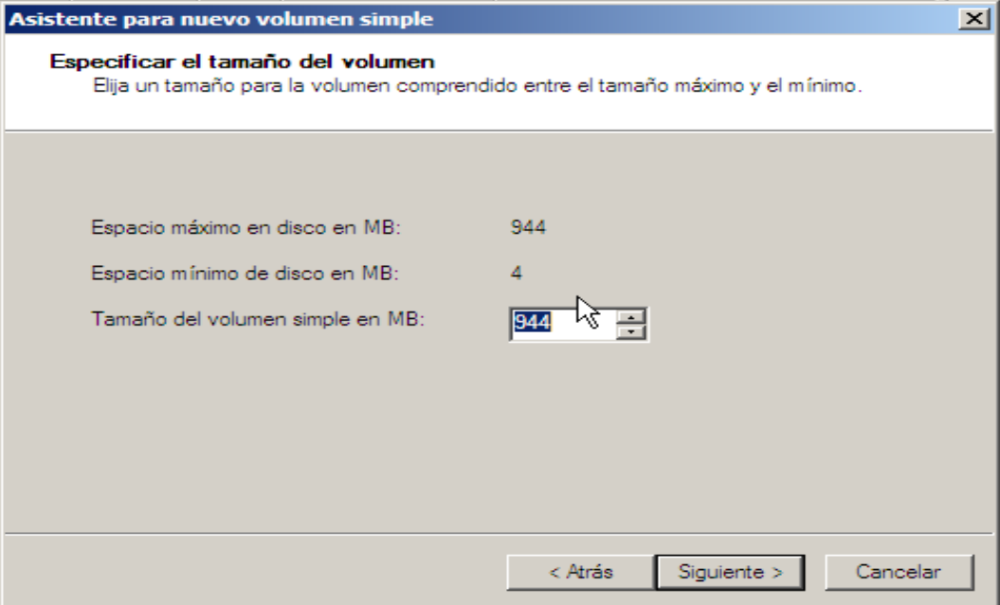 Asistente para nuevo volumen simple
Especificar el tamaño del volumen
Elija un tamaño para la volumen comprendido entre el tamaño máximo y el mínimo.
Espacio máximo en disco en MB: 944
Espacio mínimo de disco en MB: 4
Tamaño del volumen simple en MB: 944
< Atrás Siguiente > Cancelar